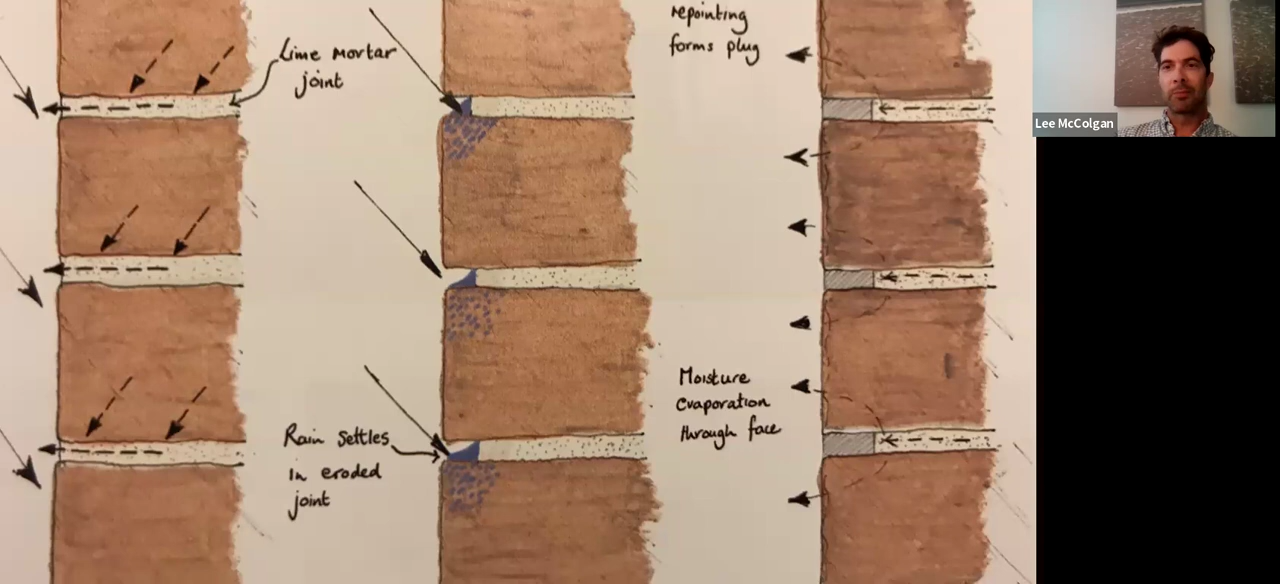 Lime mortar
joint
Rain settles
in eroded
joint
repointing
forms plug
Moisture
evaporation
through face
Lee McColgan